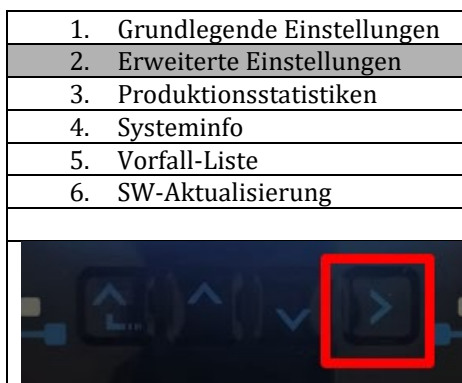 1. Grundlegende Einstellungen
2. Erweiterte Einstellungen
3. Produktionsstatistiken
4. Systeminfo
5. Vorfall-Liste
6. SW-Aktualisierung